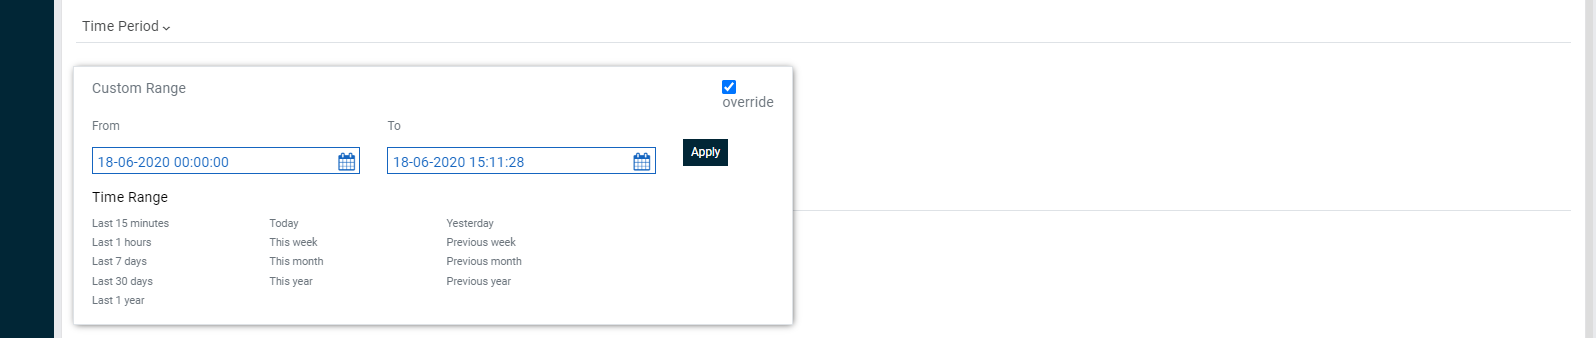 Time Period
Custom Range
override
From To
18-06-2020 00:00:00 18-06-2020 15:11:28 Apply
Time Range
Last 15 minutes Today Yesterday
Last 1 hours This week Previous week
Last 7 days This month Previous month
Last 30 days This year Previous year
Last 1 year